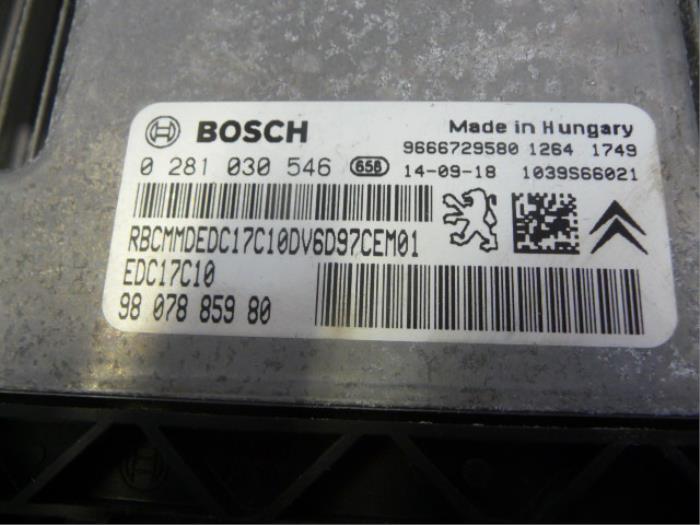 BOSCH
Made in Hungary
9666729580 1264 1749
0 281 030 546 658 14-09-18 1039S66021
RBCMMDEDC17C10DV6D97CEM01
EDC17C10
98 078 859 80